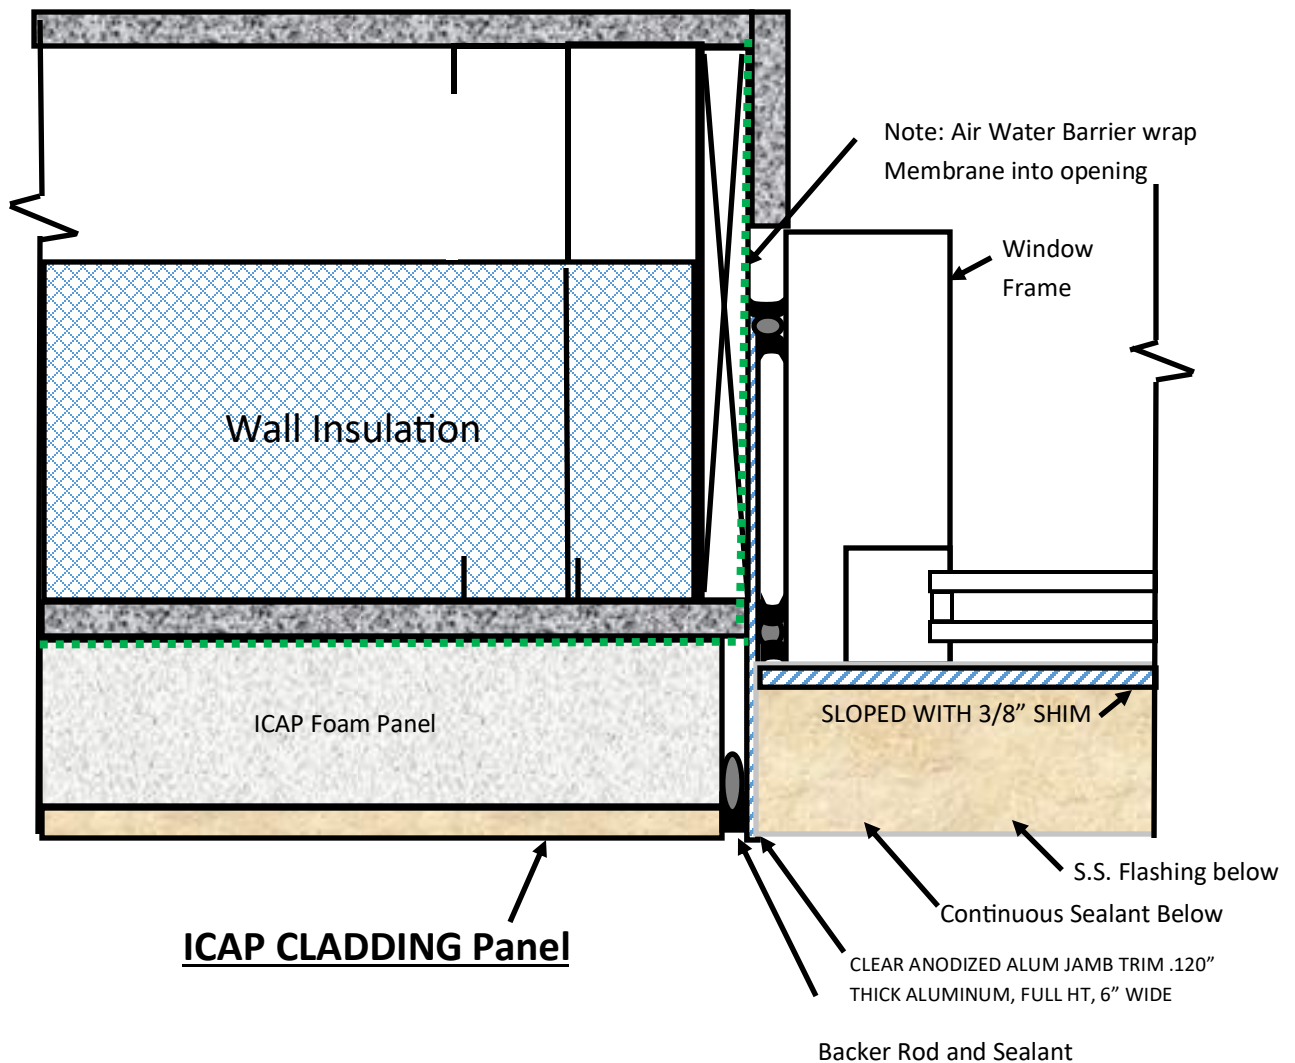 Note: Air Water Barrier wrap
Membrane into opening
Window
Frame
Wall Insulation
SLOPED WITH 3/8” SHIM
ICAP Foam Panel
S.S. Flashing below
Continuous Sealant Below
ICAP CLADDING Panel
CLEAR ANODIZED ALUM JAMB TRIM .120”
THICK ALUMINUM, FULL HT, 6” WIDE
Backer Rod and Sealant